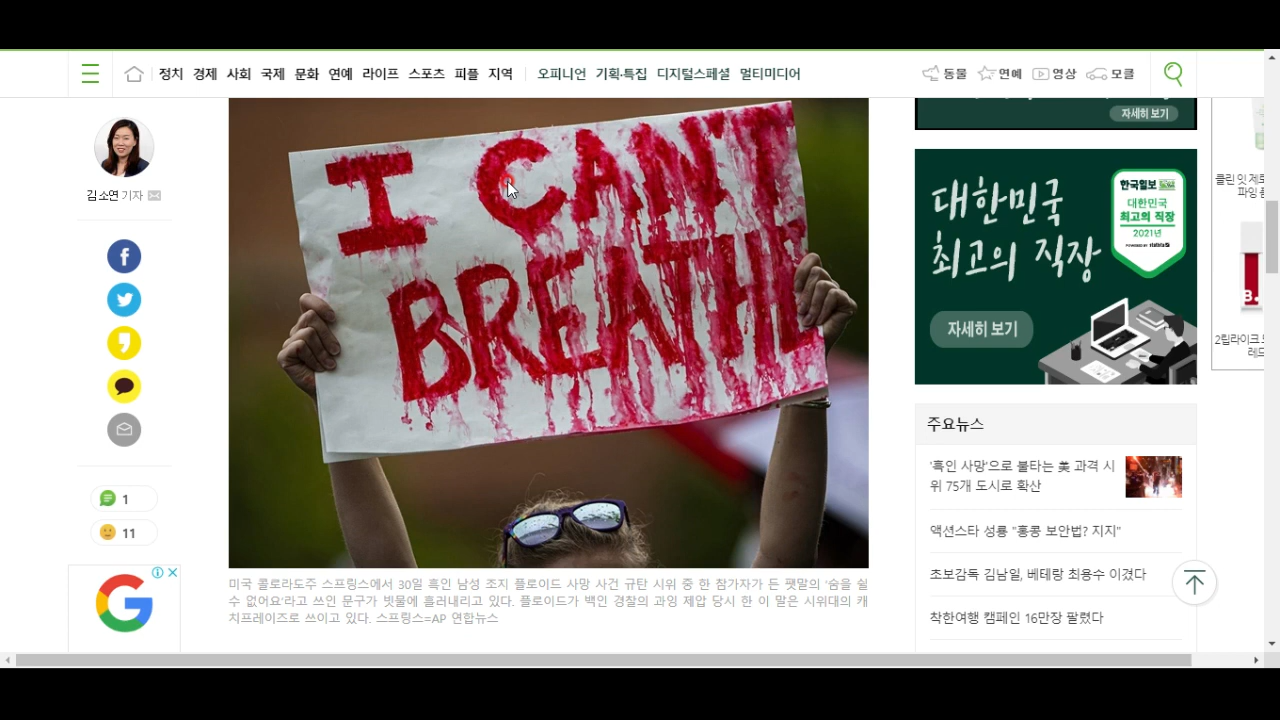 정치 경제 사회 국제 문화 연예 라이프 스포츠 피플 지역 오피니언 기획·특집 디지털스페셜 멀티미디어
동물 연예 영상 모클
김소연 기자
1
11
I CAN'T
BREATHE
미국 콜로라도주 스프링스에서 30일 흑인 남성 조지 플로이드 사망 사건 규탄 시위 중 한 참가자가 든 팻말의 '숨을 쉴
수 없어요'라고 쓰인 문구가 빗물에 흘러내리고 있다. 플로이드가 백인 경찰의 과잉 제압 당시 한 이 말은 시위대의 캐
치프레이즈로 쓰이고 있다. 스프링스=AP 연합뉴스
자세히 보기
대한민국
최고의 직장
자세히 보기
한국일보
대한민국
최고의 직장
2021년
POWERED BY statista
주요뉴스
'흑인 사망'으로 불타는 美 과격 시
위 75개 도시로 확산
액션스타 성룡 "홍콩 보안법? 지지"
초보감독 김남일, 베테랑 최용수 이겼다
착한여행 캠페인 16만장 팔렸다
클린 잇 제로
2립라이크